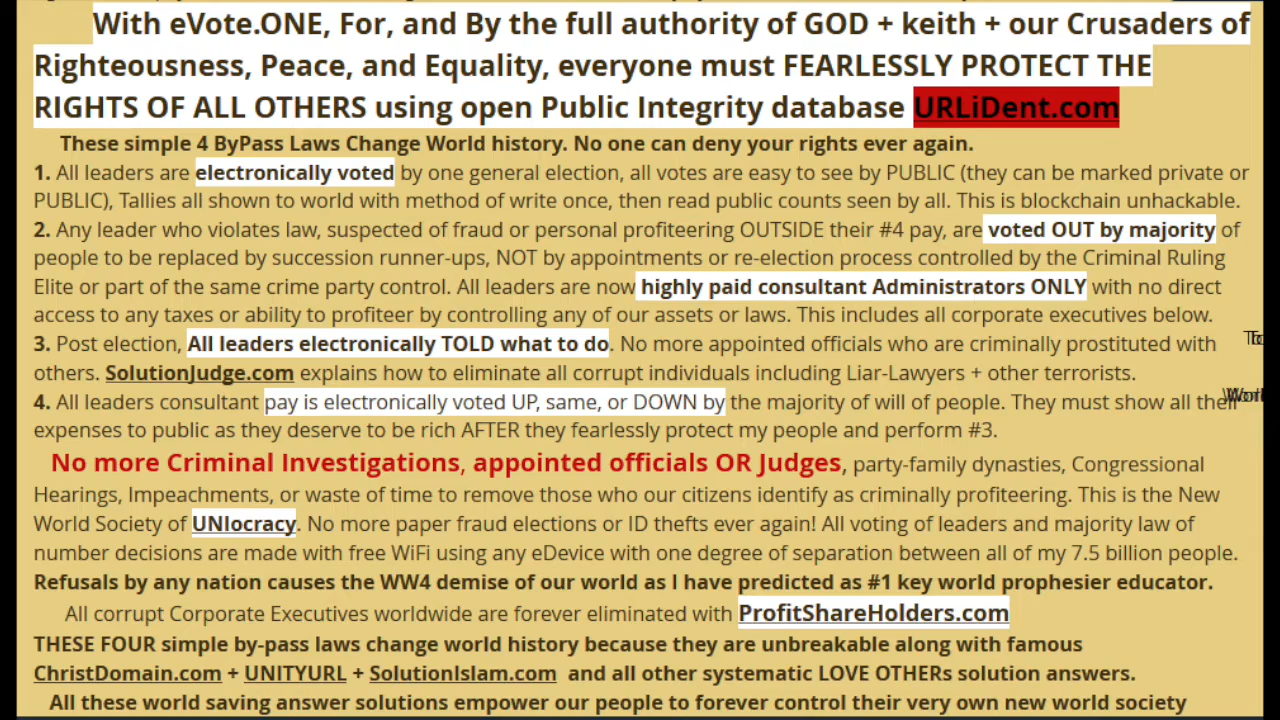 With eVote.ONE, For, and By the full authority of GOD + keith + our Crusaders of
Righteousness, Peace, and Equality, everyone must FEARLESSLY PROTECT THE
RIGHTS OF ALL OTHERS using open Public Integrity database URLiDent.com
These simple 4 ByPass Laws Change World history. No one can deny your rights ever again.
1. All leaders are electronically voted by one general election, all votes are easy to see by PUBLIC (they can be marked private or
PUBLIC), Tallies all shown to world with method of write once, then read public counts seen by all. This is blockchain unhackable.
2. Any leader who violates law, suspected of fraud or personal profiteering OUTSIDE their #4 pay, are voted OUT by majority of
people to be replaced by succession runner-ups, NOT by appointments or re-election process controlled by the Criminal Ruling
Elite or part of the same crime party control. All leaders are now highly paid consultant Administrators ONLY with no direct
access to any taxes or ability to profiteer by controlling any of our assets or laws. This includes all corporate executives below.
3. Post election, All leaders electronically TOLD what to do. No more appointed officials who are criminally prostituted with
others. SolutionJudge.com explains how to eliminate all corrupt individuals including Liar-Lawyers + other terrorists.
4. All leaders consultant pay is electronically voted UP, same, or DOWN by the majority of will of people. They must show all their
expenses to public as they deserve to be rich AFTER they fearlessly protect my people and perform #3.
No more Criminal Investigations, appointed officials OR Judges, party-family dynasties, Congressional
Hearings, Impeachments, or waste of time to remove those who our citizens identify as criminally profiteering. This is the New
World Society of UNIocracy. No more paper fraud elections or ID thefts ever again! All voting of leaders and majority law of
number decisions are made with free WiFi using any eDevice with one degree of separation between all of my 7.5 billion people.
Refusals by any nation causes the WW4 demise of our world as I have predicted as #1 key world prophesier educator.
All corrupt Corporate Executives worldwide are forever eliminated with ProfitShareHolders.com
THESE FOUR simple by-pass laws change world history because they are unbreakable along with famous
ChristDomain.com + UNITYURL + SolutionIslam.com and all other systematic LOVE OTHERs solution answers.
All these world saving answer solutions empower our people to forever control their very own new world society